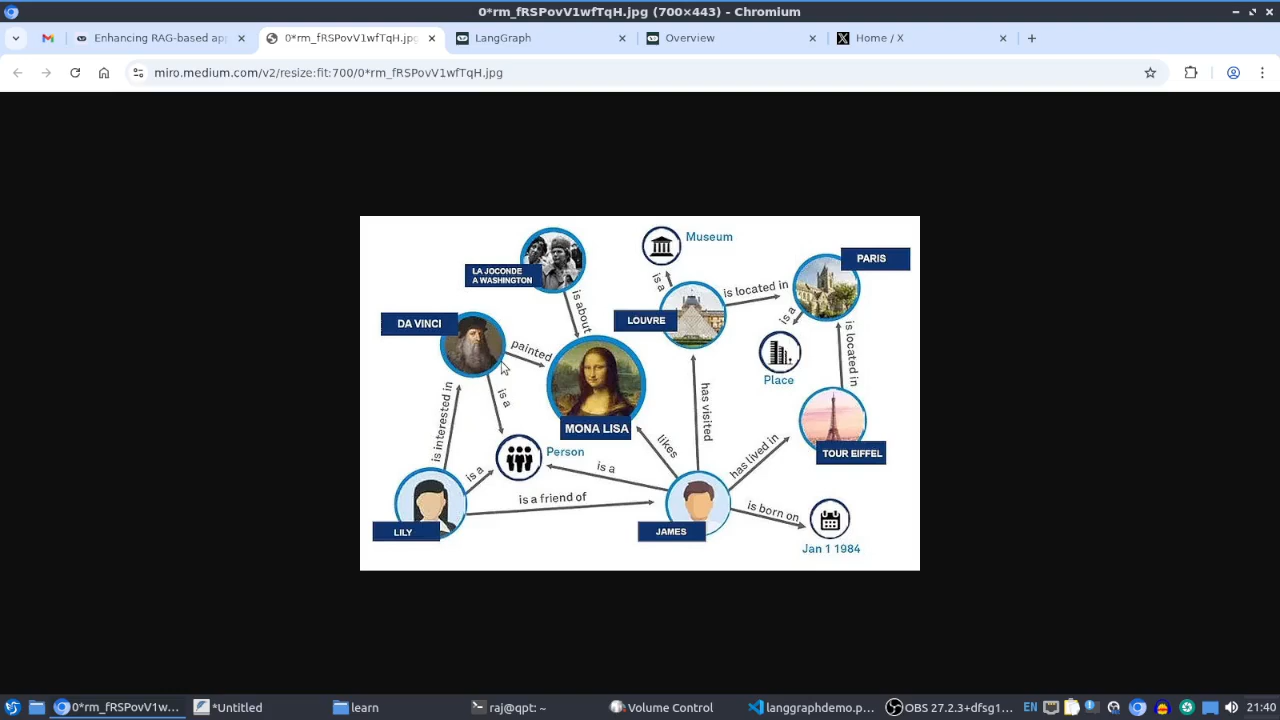 0*rm_fRSPovV1wfTqH.jpg (700×443) - Chromium
Enhancing RAG-based ap
0*rm_fRSPovV1wfTqH.jpg
LangGraph
Overview
Home / X
miro.medium.com/v2/resize:fit:700/0*rm_fRSPovV1wfTqH.jpg
Museum
PARIS
LA JOCONDE
A WASHINGTON
is a
is located in
is about
LOUVRE
DA VINCI
is a
painted
is located in
Place
is a
has visited
is interested in
MONA LISA
likes
has lived in
TOUR EIFFEL
Person
is a
is a
is a friend of
is born on
LILY
JAMES
Jan 1 1984
0*rm_fRSPovV1w...
*Untitled
learn
raj@qpt: ~
Volume Control
langgraphdemo.p...
OBS 27.2.3+dfsg1...
EN
21:40